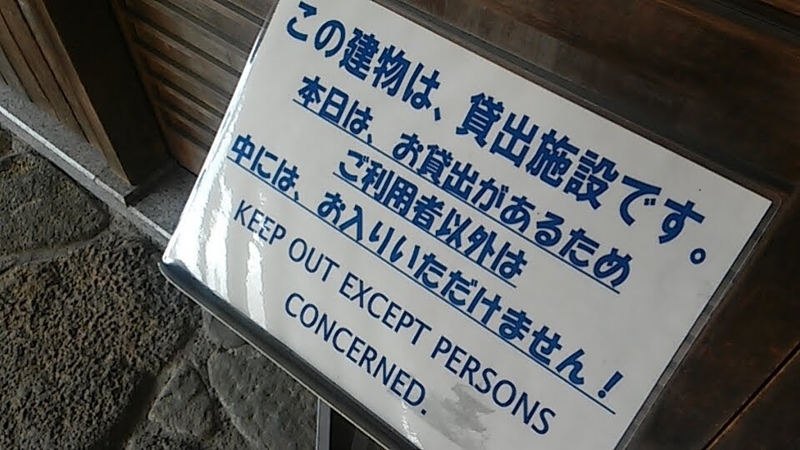 この建物は、貸出施設です。
本日は、お貸出があるため
ご利用者以外は
中には、お入りいただけません！
KEEP OUT EXCEPT PERSONS
CONCERNED.